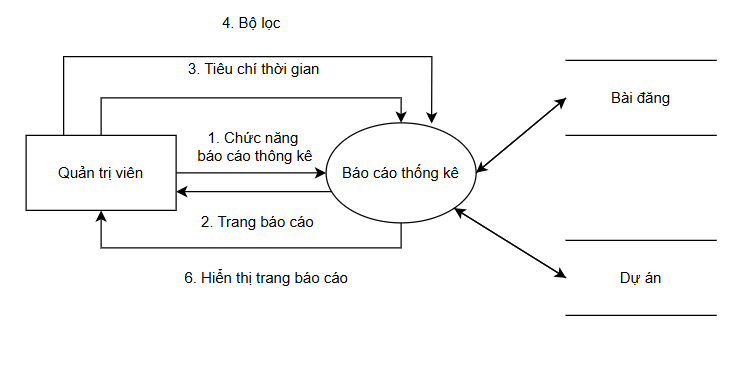 4. Bộ lọc
3. Tiêu chí thời gian
1. Chức năng
báo cáo thông kê
Quản trị viên
Báo cáo thống kê
Bài đăng
2. Trang báo cáo
6. Hiển thị trang báo cáo
Dự án